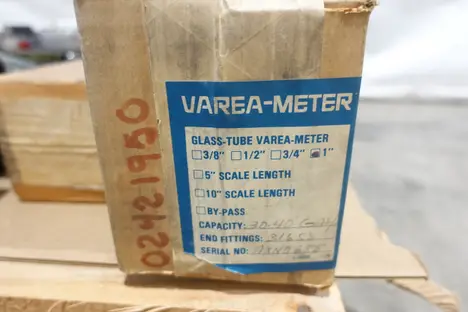 02421950
VAREA-METER
GLASS-TUBE VAREA-METER
3/8" 1/2" 3/4" 1"
5" SCALE LENGTH
10" SCALE LENGTH
BY-PASS
CAPACITY:
END FITTINGS: 316
SERIAL NO: